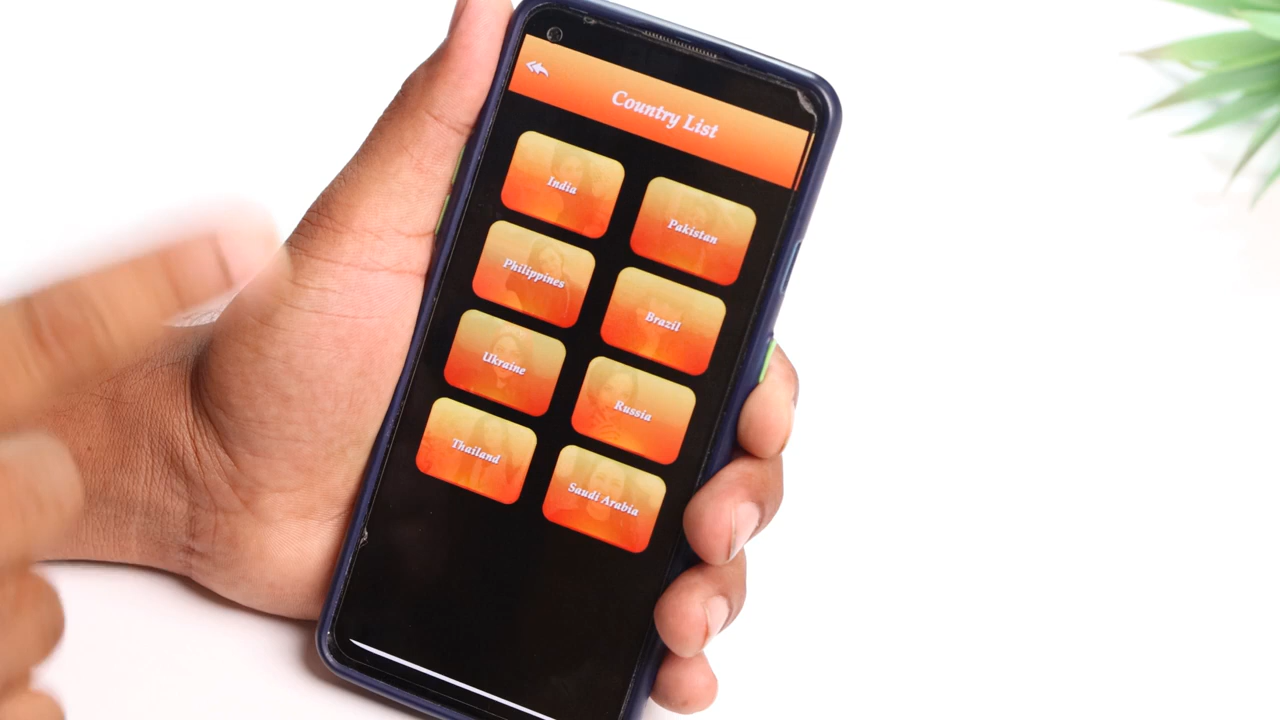 Country List
India
Pakistan
Philippines
Brazil
Ukraine
Russia
Thailand
Saudi Arabia